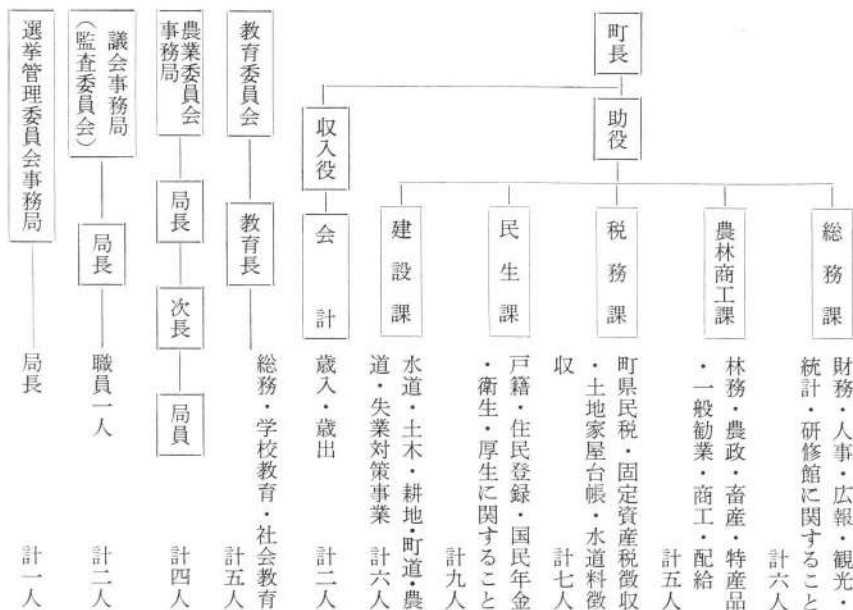 町長
助役
総務課
財務・人事・広報・観光・
統計・研修館に関すること
計六人
農林商工課
林務・農政・畜産・特産品
・一般勧業・商工・配給
計五人
税務課
町県民税・固定資産税徴収
・土地家屋台帳・水道料徴
収
計七人
民生課
戸籍・住民登録・国民年金
・衛生・厚生に関すること
計九人
建設課
水道・土木・耕地・町道・農
道・失業対策事業
計六人
収入役
会計
歳入・歳出
計二人
教育委員会
教育長
総務・学校教育・社会教育
計五人
農業委員会
事務局
局長
次長
局員
計四人
議会事務局
(監査委員会)
局長
職員一人
計二人
選挙管理委員会事務局
局長
計一人